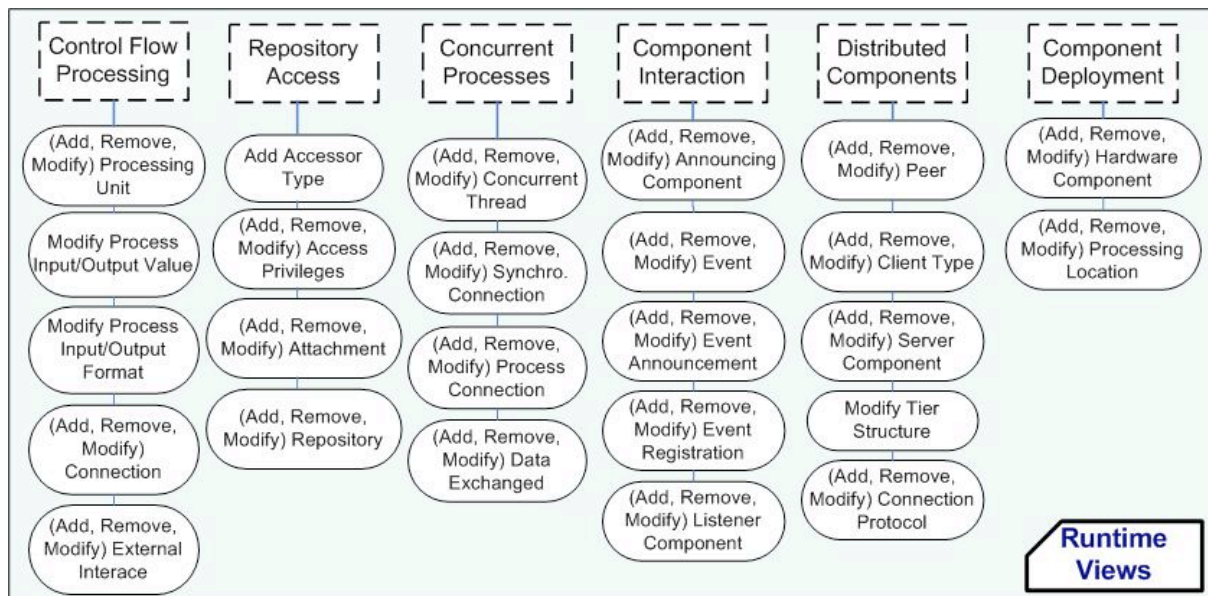 Control Flow
Processing
(Add, Remove,
Modify) Processing
Unit
Modify Process
Input/Output Value
Modify Process
Input/Output
Format
(Add, Remove,
Modify)
Connection
(Add, Remove,
Modify) External
Interace
Repository
Access
Add Accessor
Type
(Add, Remove,
Modify) Access
Privileges
(Add, Remove,
Modify) Attachment
(Add, Remove,
Modify) Repository
Concurrent
Processes
(Add, Remove,
Modify) Concurrent
Thread
(Add, Remove,
Modify) Synchro.
Connection
(Add, Remove,
Modify) Process
Connection
(Add, Remove,
Modify) Data
Exchanged
Component
Interaction
(Add, Remove,
Modify) Announcing
Component
(Add, Remove,
Modify) Event
(Add, Remove,
Modify) Event
Announcement
(Add, Remove,
Modify) Event
Registration
(Add, Remove,
Modify) Listener
Component
Distributed
Components
(Add, Remove,
Modify) Peer
(Add, Remove,
Modify) Client Type
(Add, Remove,
Modify) Server
Component
Modify Tier
Structure
(Add, Remove,
Modify) Connection
Protocol
Component
Deployment
(Add, Remove,
Modify) Hardware
Component
(Add, Remove,
Modify) Processing
Location
Runtime
Views